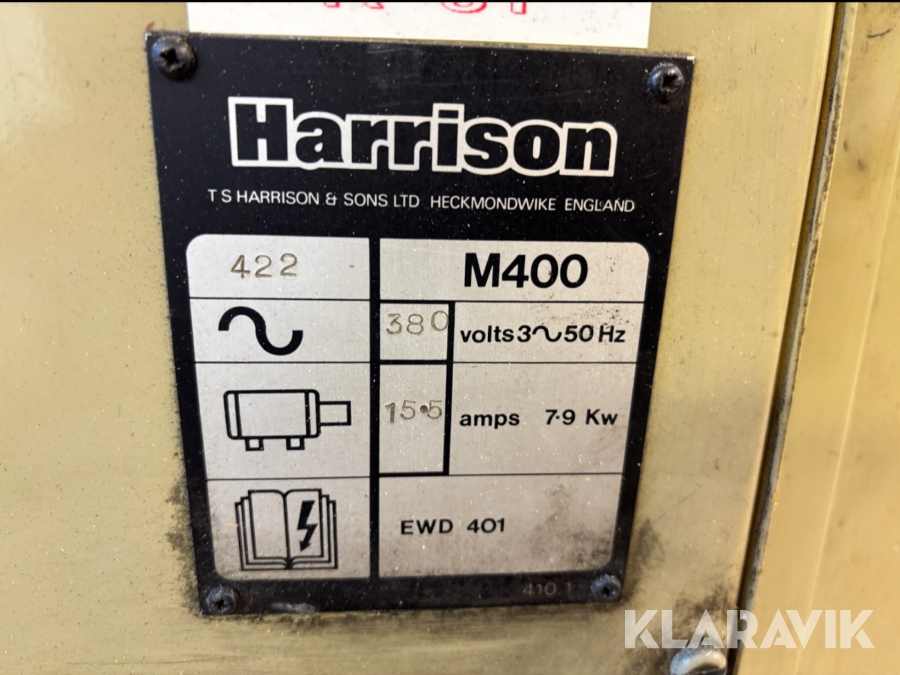 Harrison
T S HARRISON & SONS LTD HECKMONDWIKE ENGLAND
422 M400
380 volts 3∿50 Hz
15·5 amps 7·9 Kw
EWD 401
410 1
KLARAVIK